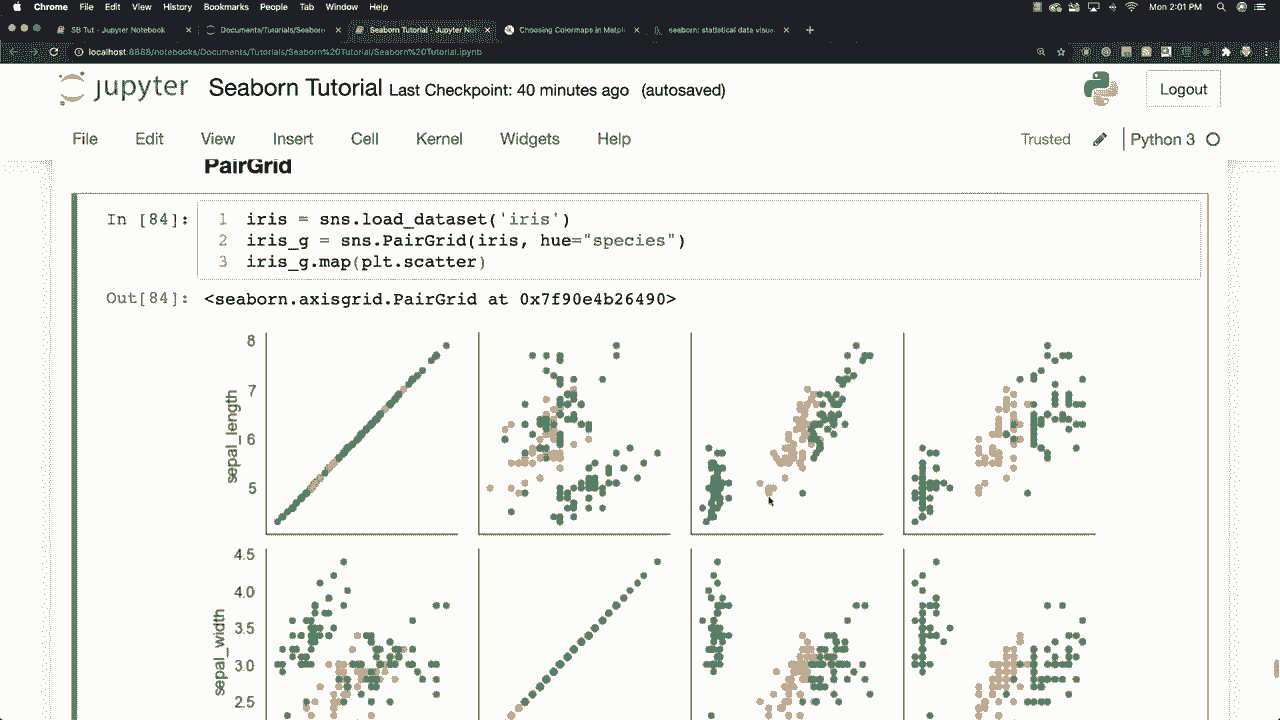 Chrome File Edit View History Bookmarks People Tab Window Help
Mon 2:01 PM
SB Tut - Jupyter Notebook
Documents/Tutorials/Seabor
Seaborn Tutorial - Jupyter Not
Choosing Colormaps in Matpl
seaborn: statistical data visua
localhost:8888/notebooks/Documents/Tutorials/Seaborn%20Tutorial/Seaborn%20Tutorial.ipynb
jupyter Seaborn Tutorial Last Checkpoint: 40 minutes ago (autosaved)
Logout
File Edit View Insert Cell Kernel Widgets Help
Trusted
Python 3
PairGrid
In [84]:
1 iris = sns.load_dataset('iris')
2 iris_g = sns.PairGrid(iris, hue="species")
3 iris_g.map(plt.scatter)
Out[84]: <seaborn.axisgrid.PairGrid at 0x7f90e4b26490>
8
7
6
5
sepal_length
4.5
4.0
3.5
3.0
2.5
sepal_width